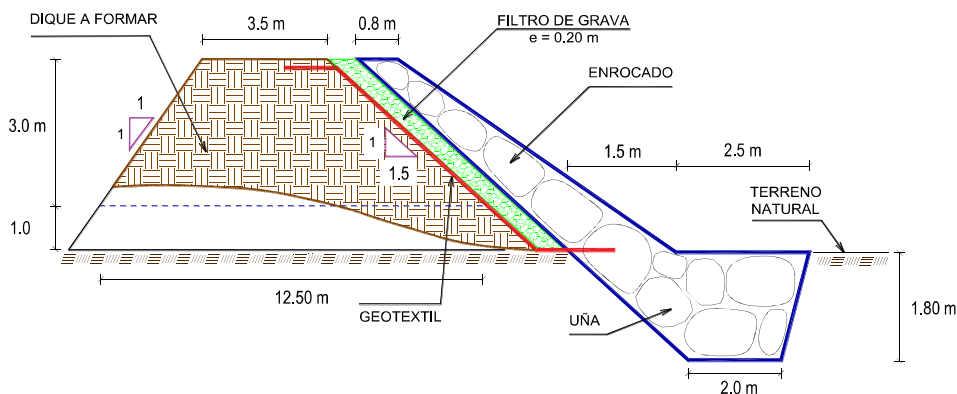 DIQUE A FORMAR
3.5 m
0.8 m
FILTRO DE GRAVA
e = 0.20 m
ENROCADO
1
1
3.0 m
1
1.5
1.5 m
2.5 m
TERRENO
NATURAL
1.0
12.50 m
GEOTEXTIL
UÑA
1.80 m
2.0 m